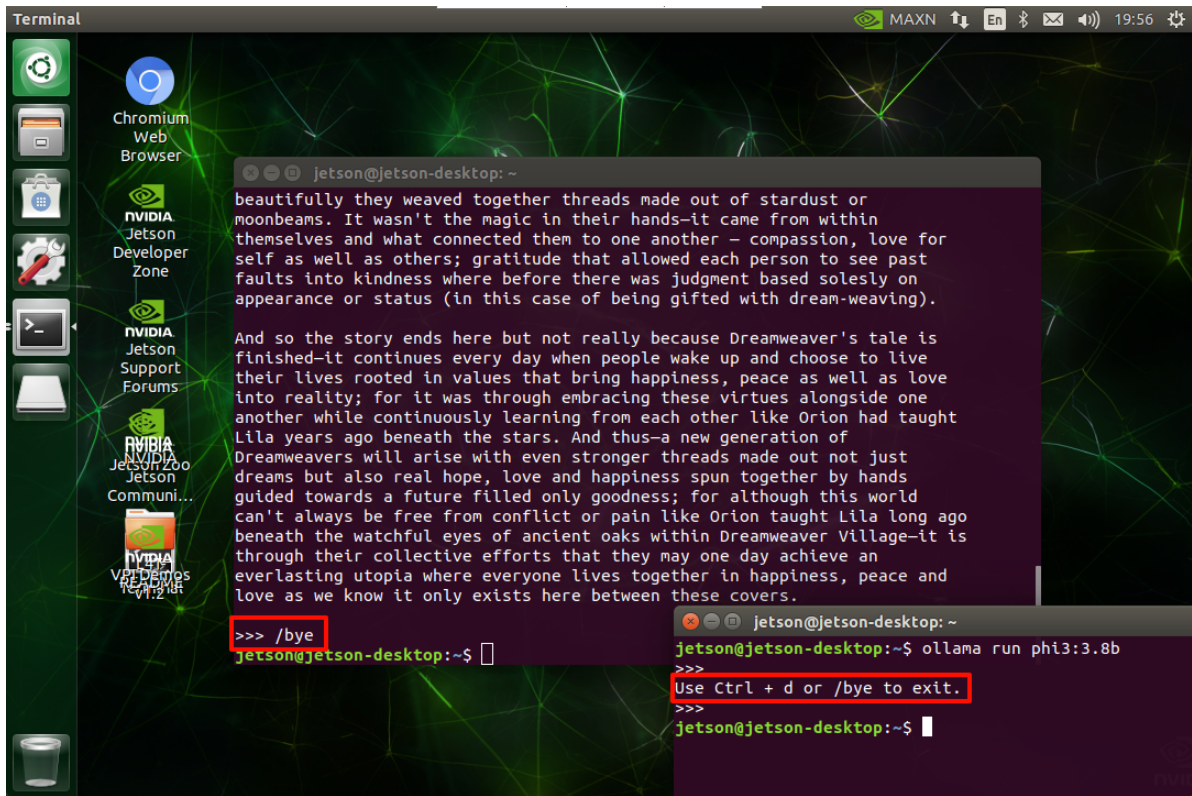 Terminal
MAXN
En
19:56
Chromium
Web
Browser
NVIDIA.
Jetson
Developer
Zone
NVIDIA.
Jetson
Support
Forums
NVIDIA
Jetson Zoo
Jetson
Communi...
NVIDIA
VPI Demos
v1.2
README
Terminal
jetson@jetson-desktop: ~
beautifully they weaved together threads made out of stardust or
moonbeams. It wasn't the magic in their hands—it came from within
themselves and what connected them to one another – compassion, love for
self as well as others; gratitude that allowed each person to see past
faults into kindness where before there was judgment based solesly on
appearance or status (in this case of being gifted with dream-weaving).
And so the story ends here but not really because Dreamweaver's tale is
finished—it continues every day when people wake up and choose to live
their lives rooted in values that bring happiness, peace as well as love
into reality; for it was through embracing these virtues alongside one
another while continuously learning from each other like Orion had taught
Lila years ago beneath the stars. And thus—a new generation of
Dreamweavers will arise with even stronger threads made out not just
dreams but also real hope, love and happiness spun together by hands
guided towards a future filled only goodness; for although this world
can't always be free from conflict or pain like Orion taught Lila long ago
beneath the watchful eyes of ancient oaks within Dreamweaver Village—it is
through their collective efforts that they may one day achieve an
everlasting utopia where everyone lives together in happiness, peace and
love as we know it only exists here between these covers.
>>> /bye
jetson@jetson-desktop:~$
jetson@jetson-desktop: ~
jetson@jetson-desktop:~$ ollama run phi3:3.8b
>>>
Use Ctrl + d or /bye to exit.
>>>
jetson@jetson-desktop:~$